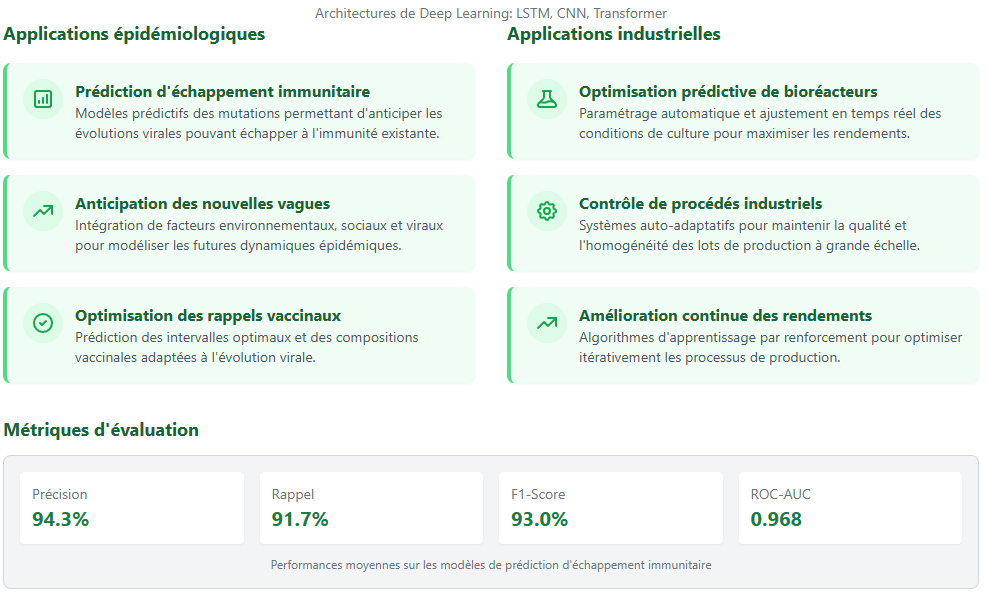 Architectures de Deep Learning: LSTM, CNN, Transformer
Applications épidémiologiques
Prédiction d'échappement immunitaire
Modèles prédictifs des mutations permettant d'anticiper les
évolutions virales pouvant échapper à l'immunité existante.
Anticipation des nouvelles vagues
Intégration de facteurs environnementaux, sociaux et viraux
pour modéliser les futures dynamiques épidémiques.
Optimisation des rappels vaccinaux
Prédiction des intervalles optimaux et des compositions
vaccinales adaptées à l'évolution virale.
Applications industrielles
Optimisation prédictive de bioréacteurs
Paramétrage automatique et ajustement en temps réel des
conditions de culture pour maximiser les rendements.
Contrôle de procédés industriels
Systèmes auto-adaptatifs pour maintenir la qualité et
l'homogénéité des lots de production à grande échelle.
Amélioration continue des rendements
Algorithmes d'apprentissage par renforcement pour optimiser
itérativement les processus de production.
Métriques d'évaluation
Précision
94.3%
Rappel
91.7%
F1-Score
93.0%
ROC-AUC
0.968
Performances moyennes sur les modèles de prédiction d'échappement immunitaire